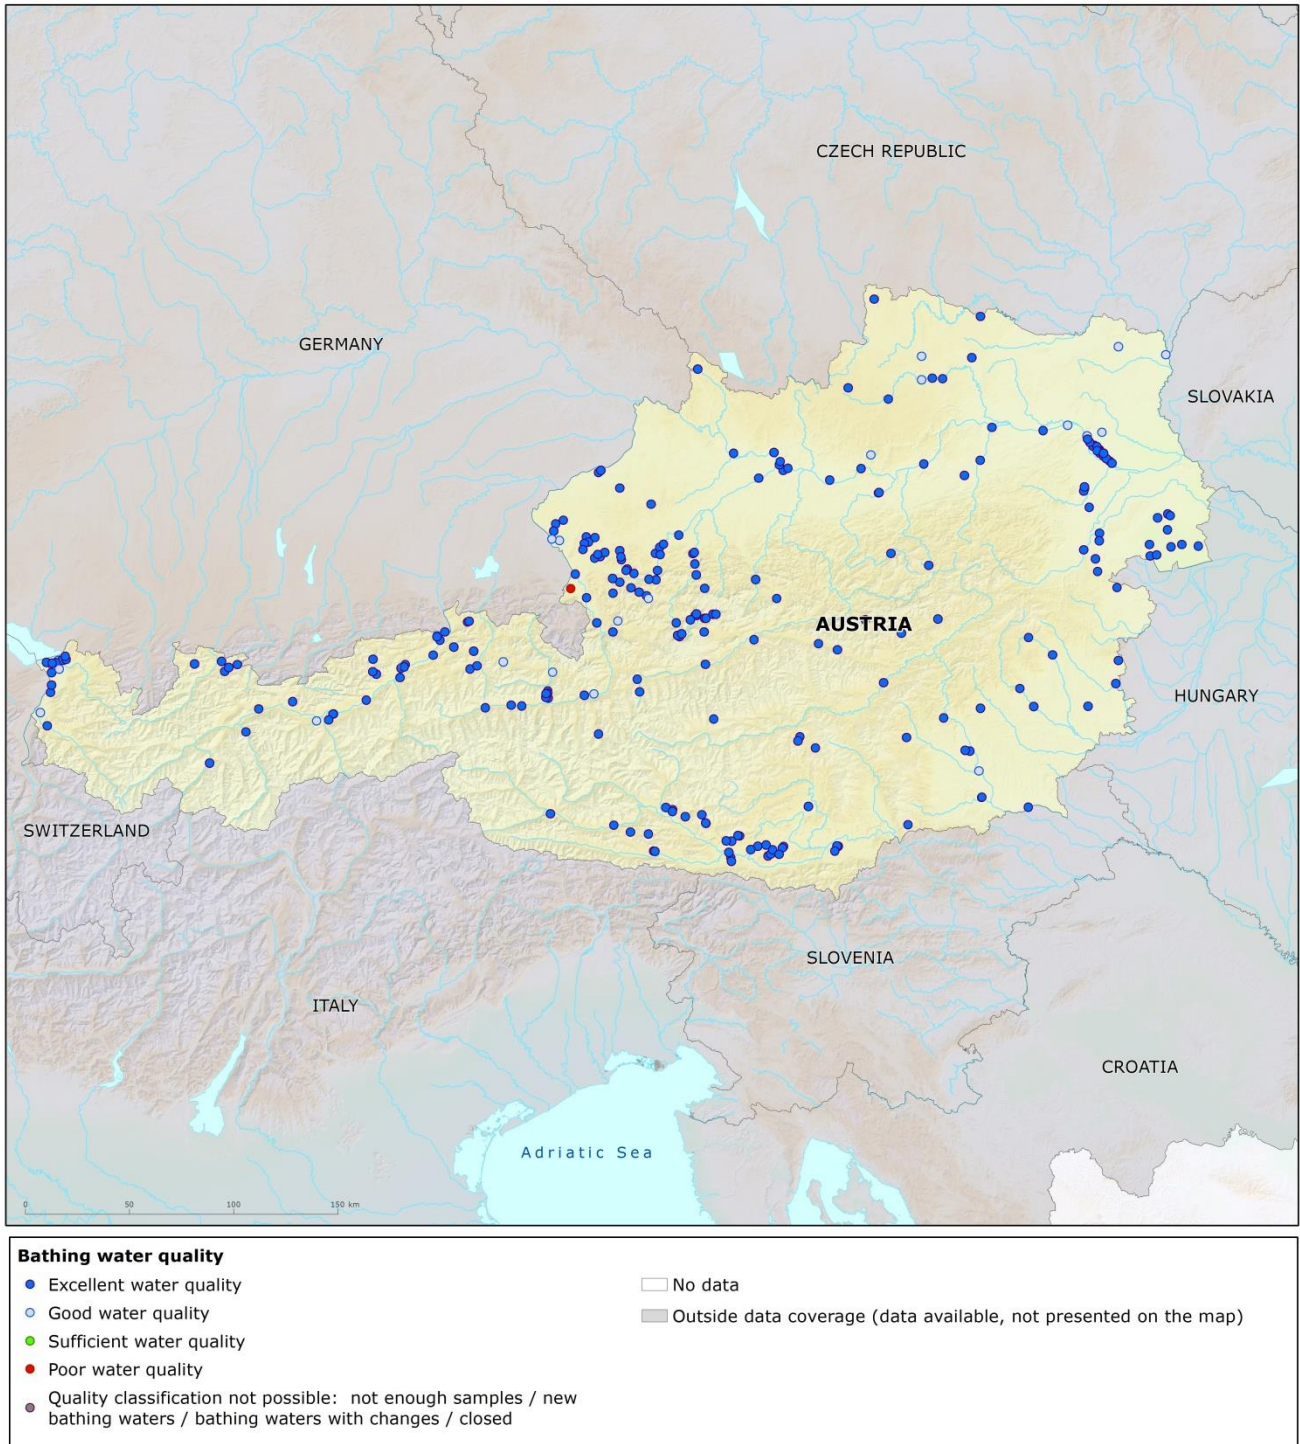 CZECH REPUBLIC
GERMANY
SLOVAKIA
AUSTRIA
HUNGARY
SWITZERLAND
SLOVENIA
ITALY
CROATIA
Adriatic Sea
0 50 100 150 km
Bathing water quality
Excellent water quality
Good water quality
Sufficient water quality
Poor water quality
Quality classification not possible: not enough samples / new
bathing waters / bathing waters with changes / closed
No data
Outside data coverage (data available, not presented on the map)